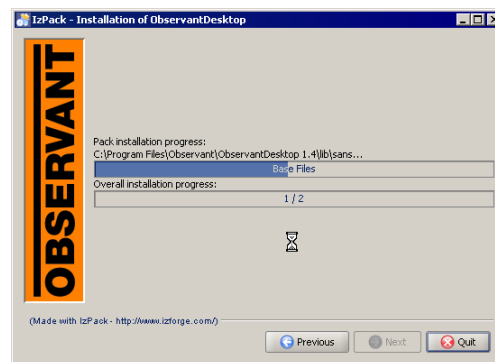 IzPack - Installation of ObservantDesktop
OBSERVANT
Pack installation progress:
C:\Program Files\Observant\ObservantDesktop 1.4\lib\sans...
Base Files
Overall installation progress:
1 / 2
(Made with IzPack - http://www.izforge.com/)
Previous
Next
Quit